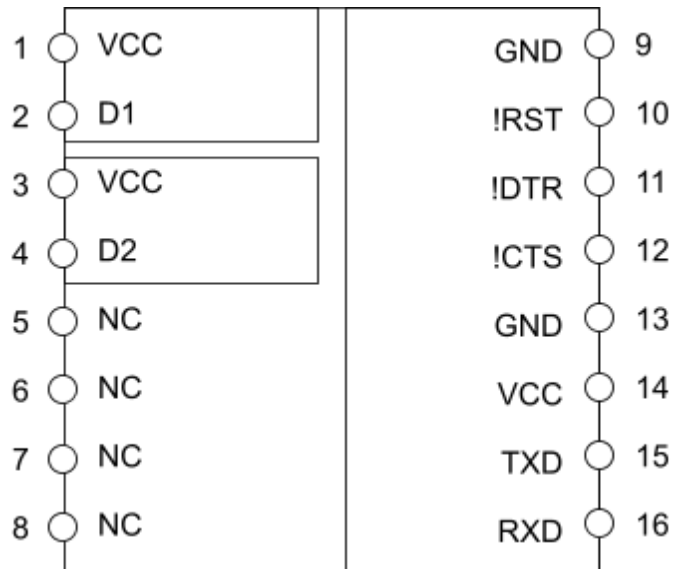 1 VCC GND 9
2 D1 !RST 10
3 VCC !DTR 11
4 D2 !CTS 12
5 NC GND 13
6 NC VCC 14
7 NC TXD 15
8 NC RXD 16